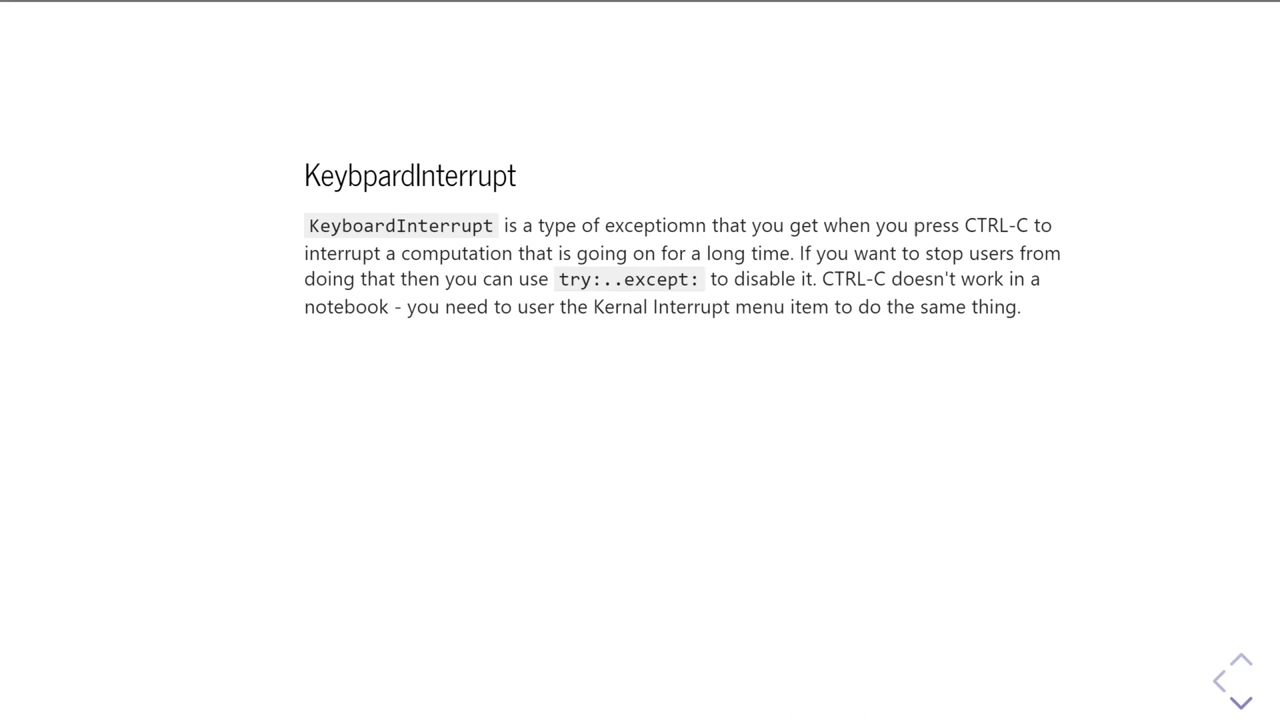 KeybpardInterrupt
KeyboardInterrupt is a type of exceptiomn that you get when you press CTRL-C to
interrupt a computation that is going on for a long time. If you want to stop users from
doing that then you can use try:..except: to disable it. CTRL-C doesn't work in a
notebook - you need to user the Kernal Interrupt menu item to do the same thing.